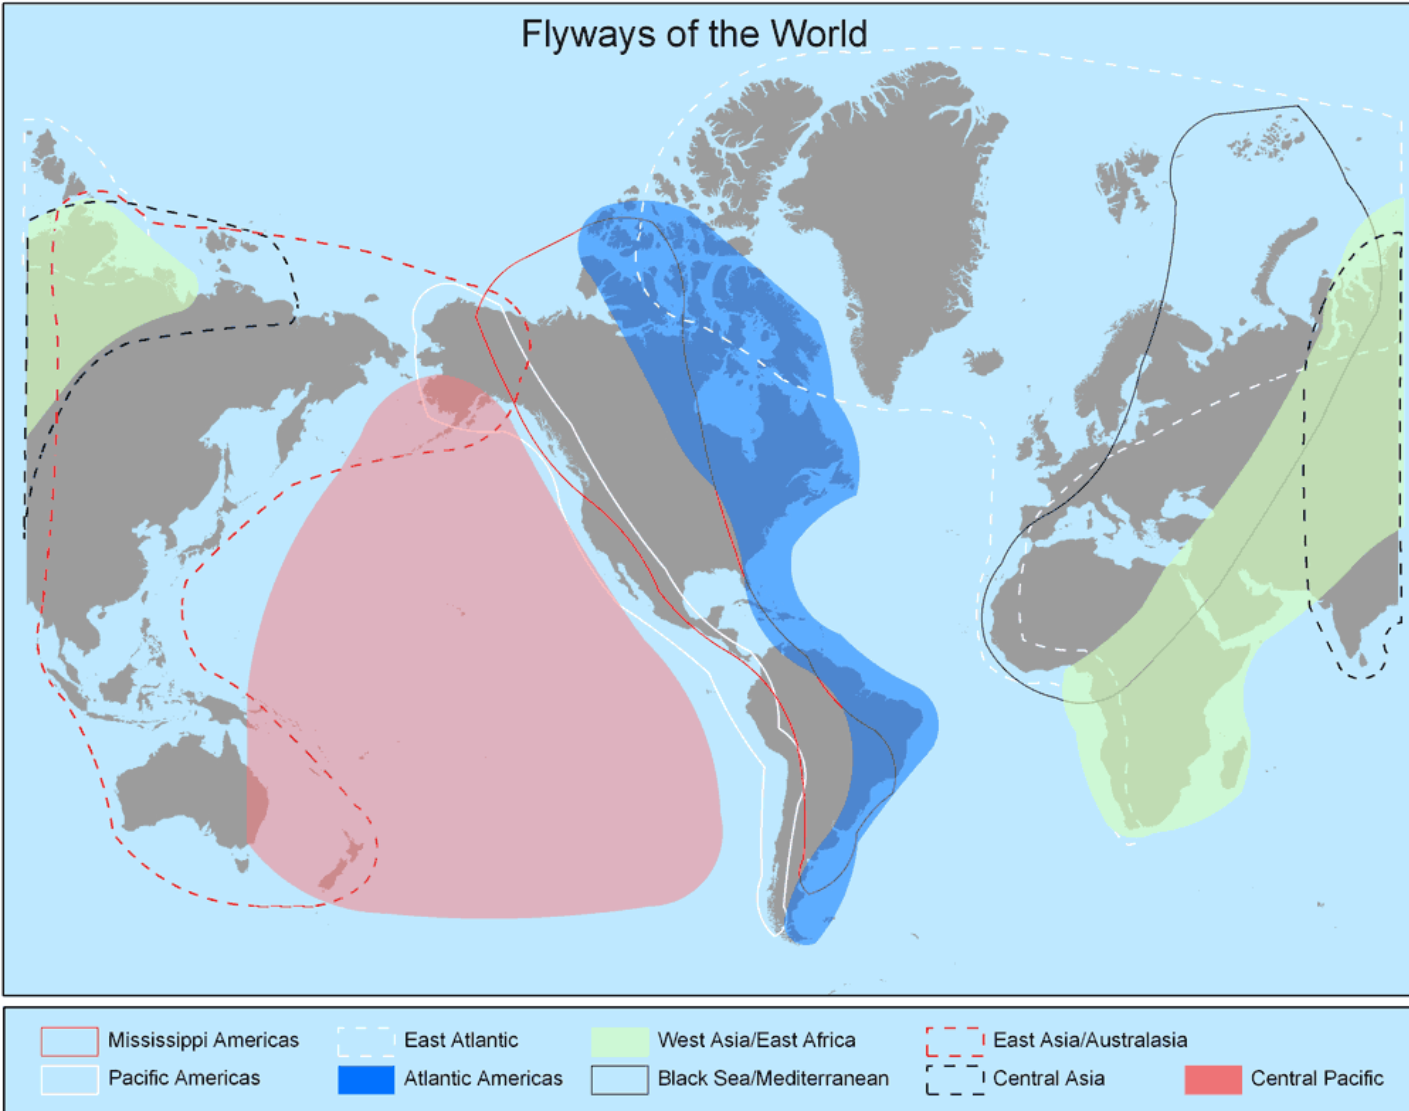 Flyways of the World
Mississippi Americas East Atlantic West Asia/East Africa East Asia/Australasia
Pacific Americas Atlantic Americas Black Sea/Mediterranean Central Asia Central Pacific